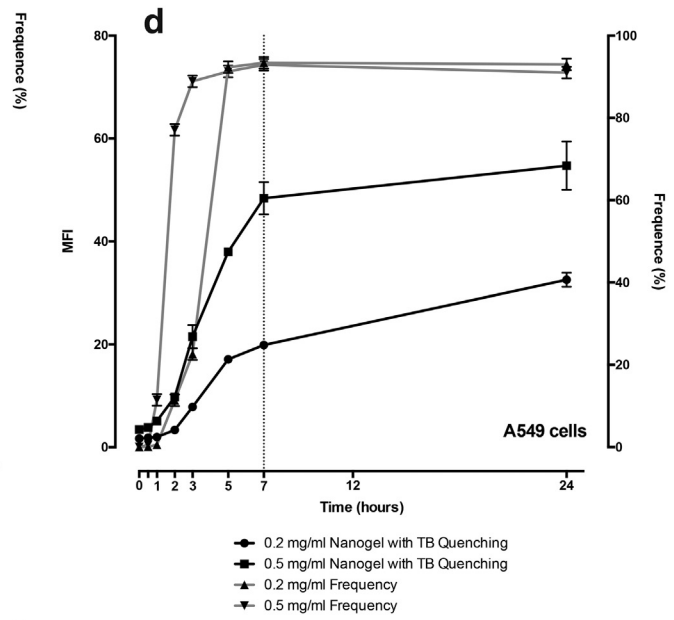 d
Frequence (%)
80
60
40
20
0
MFI
100
80
60
40
20
0
Frequence (%)
A549 cells
0 1 2 3 5 7 12 24
Time (hours)
0.2 mg/ml Nanogel with TB Quenching
0.5 mg/ml Nanogel with TB Quenching
0.2 mg/ml Frequency
0.5 mg/ml Frequency